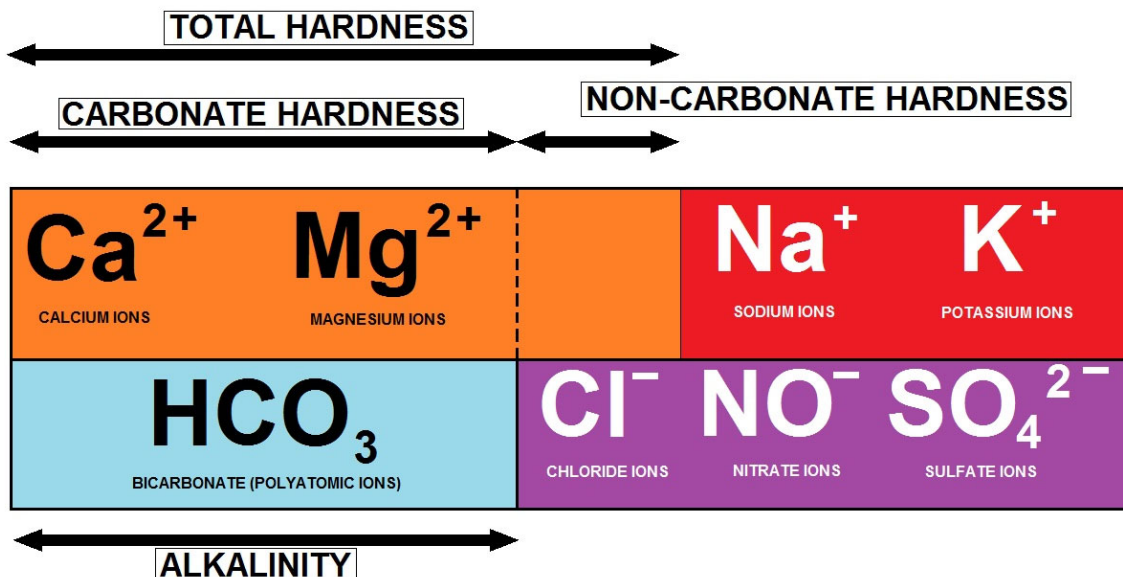 TOTAL HARDNESS
CARBONATE HARDNESS
NON-CARBONATE HARDNESS
Ca²⁺ Mg²⁺ Na⁺ K⁺
CALCIUM IONS MAGNESIUM IONS SODIUM IONS POTASSIUM IONS
HCO₃ Cl⁻ NO⁻ SO₄²⁻
BICARBONATE (POLYATOMIC IONS) CHLORIDE IONS NITRATE IONS SULFATE IONS
ALKALINITY